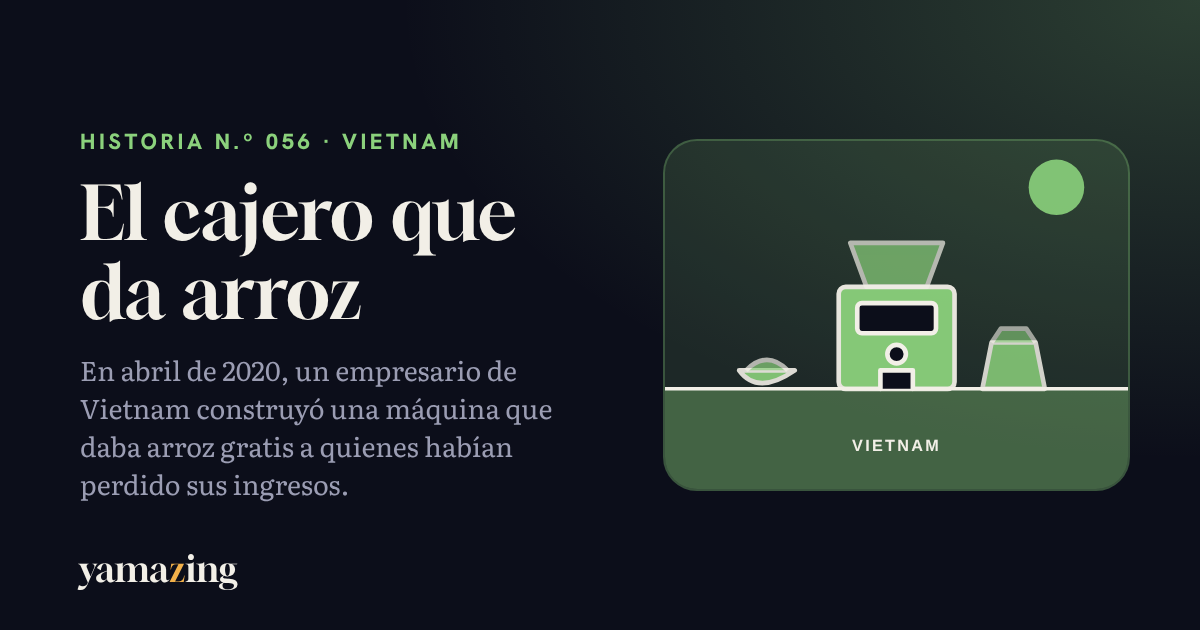 HISTORIA N.º 056 · VIETNAM
El cajero que
da arroz
En abril de 2020, un empresario de
Vietnam construyó una máquina que
daba arroz gratis a quienes habían
perdido sus ingresos.
VIETNAM
yamazing